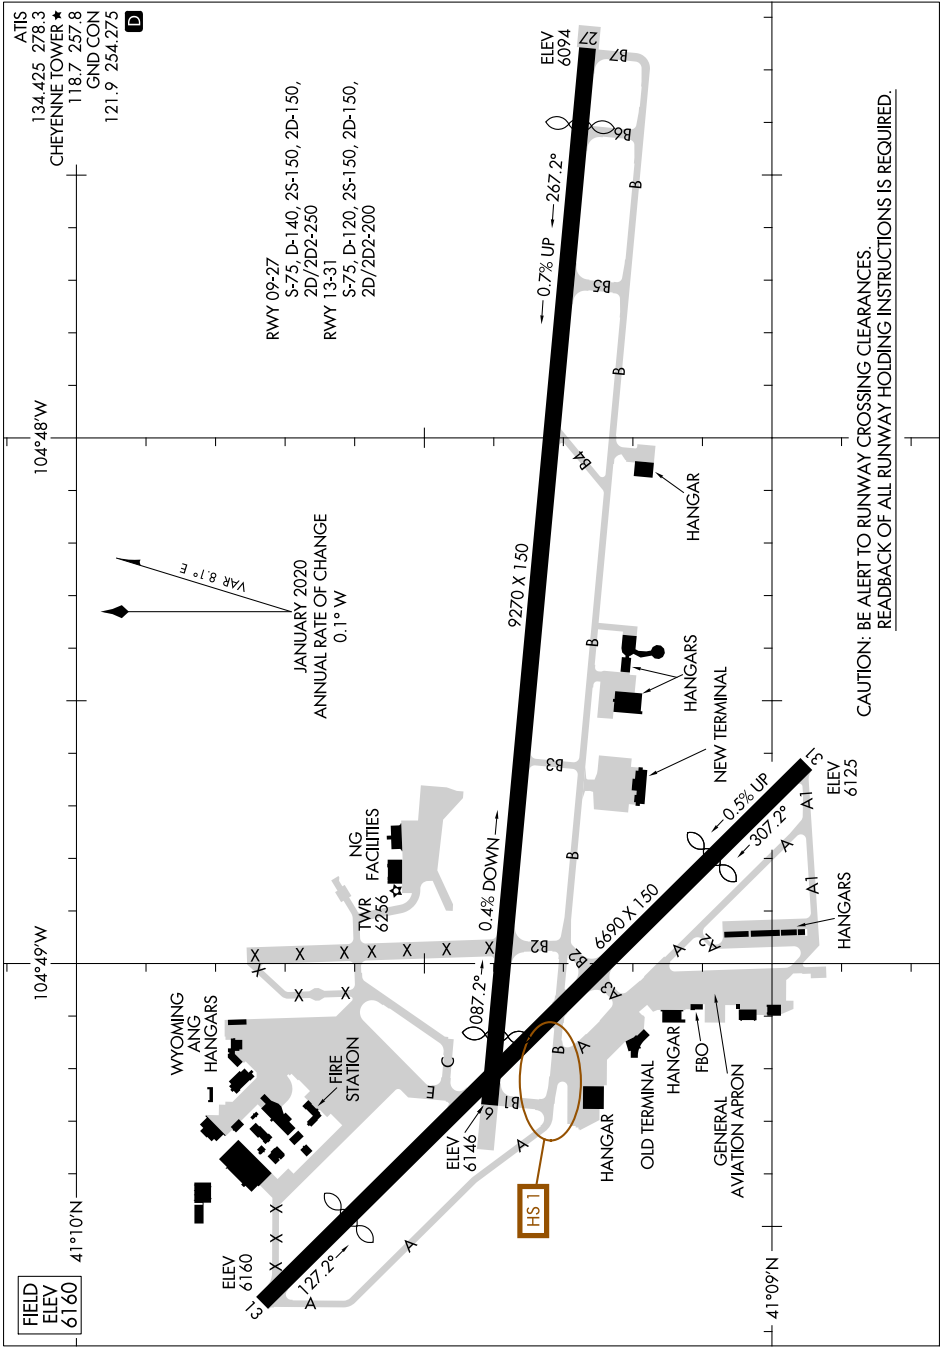 ATIS
134.425 278.3
CHEYENNE TOWER★
118.7 257.8
GND CON
121.9 254.275
D
FIELD
ELEV
6160
104°49'W
104°48'W
41°10'N
41°09'N
RWY 09-27
S-75, D-140, 2S-150, 2D-150,
2D/2D2-250
RWY 13-31
S-75, D-120, 2S-150, 2D-150,
2D/2D2-200
VAR 8.1° E
JANUARY 2020
ANNUAL RATE OF CHANGE
0.1° W
WYOMING
ANG
HANGARS
FIRE
STATION
TWR
6256
NG
FACILITIES
X
X
X
X
X
X
X
X
X
X
X
X
X
ELEV
6160
13
127.2°
A
A
A
ELEV
6146
9
087.2°
0.4% DOWN
9270 X 150
0.7% UP
267.2°
ELEV
6094
27
C
E
B1
B
A
B2
B2
B3
B
B
B4
B
B5
B
B6
B7
HS 1
A3
A
A2
A
A1
A1
6690 X 150
0.5% UP
307.2°
31
ELEV
6125
HANGAR
OLD TERMINAL
HANGAR
FBO
GENERAL
AVIATION APRON
HANGARS
NEW TERMINAL
HANGARS
HANGAR
CAUTION: BE ALERT TO RUNWAY CROSSING CLEARANCES.
READBACK OF ALL RUNWAY HOLDING INSTRUCTIONS IS REQUIRED.